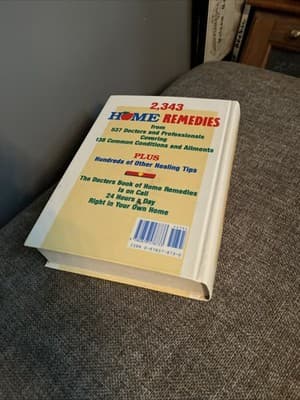 2,343
HOME REMEDIES
from
537 Doctors and Professionals
Covering
138 Common Conditions and Ailments
PLUS
Hundreds of Other Healing Tips
The Doctors Book of Home Remedies
Is on Call
24 Hours a Day
Right in Your Own Home